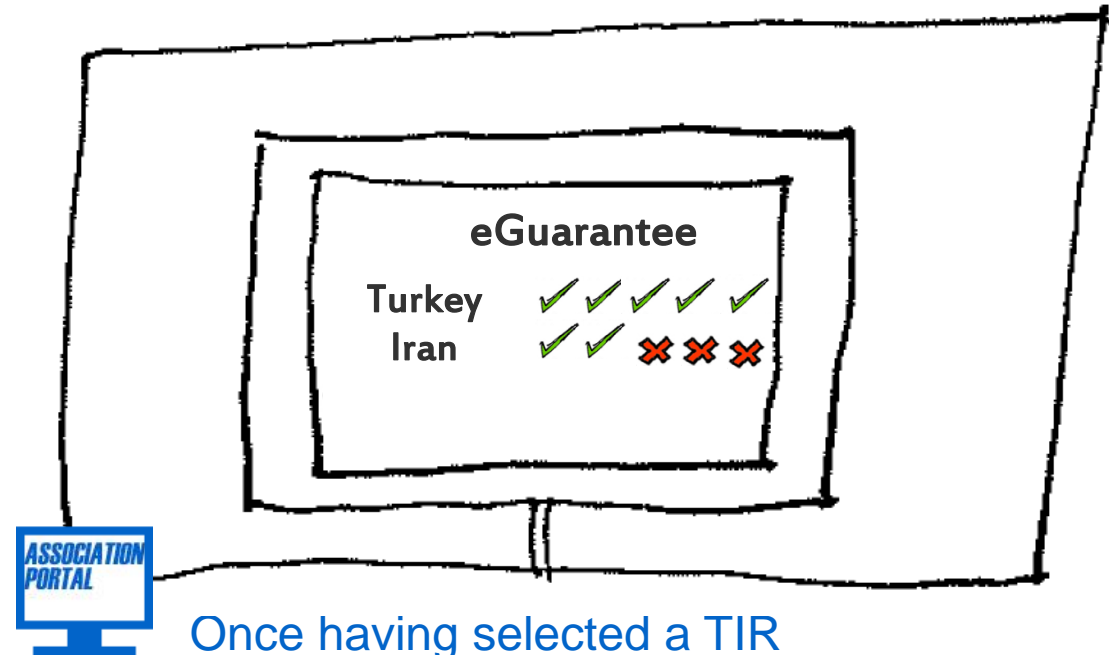 eGuarantee
Turkey
Iran
ASSOCIATION
PORTAL
Once having selected a TIR